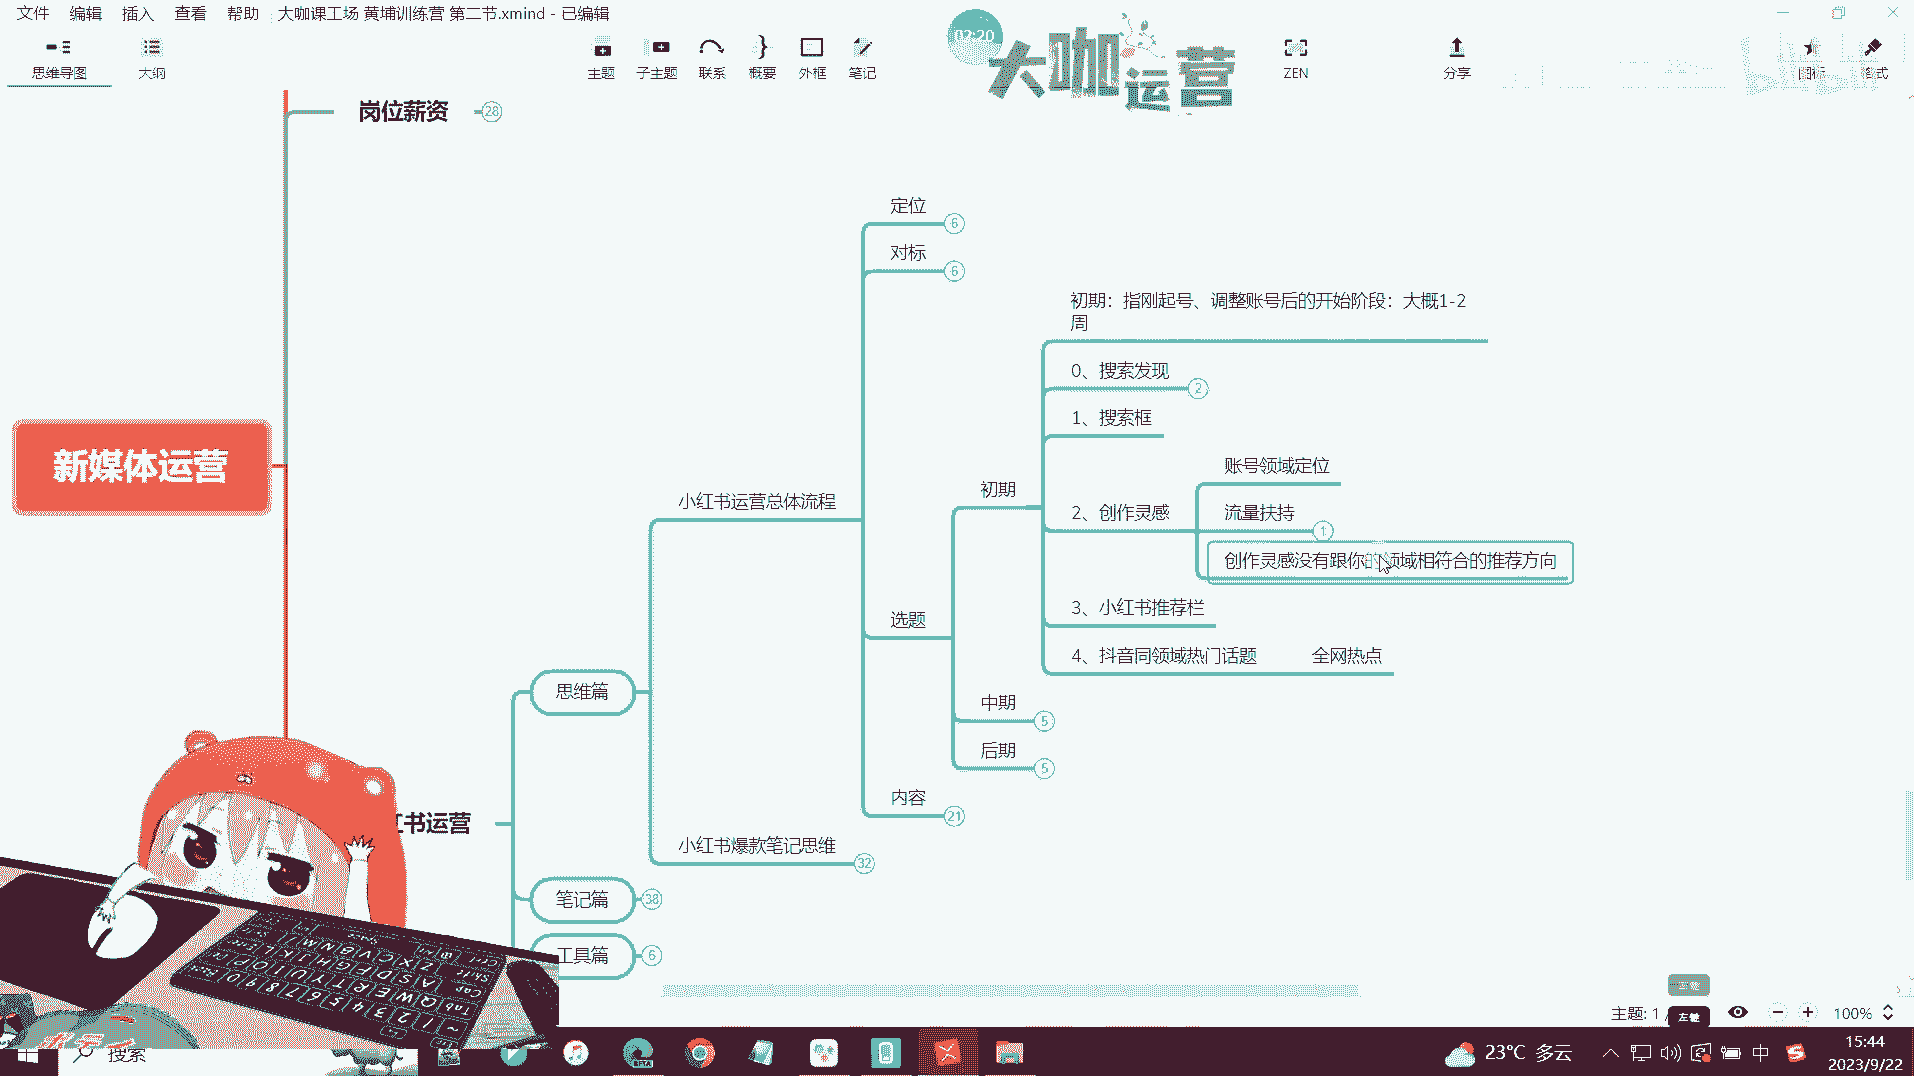 文件 编辑 插入 查看 帮助 大咖课工场 黄埔训练营 第二节.xmind - 已编辑
思维导图 大纲 主题 子主题 联系 概要 外框 笔记 ZEN 分享 图标 格式
02:20
大咖运营
岗位薪资 28
定位 6
对标 6
初期：指刚起号、调整账号后的开始阶段：大概1-2
周
0、搜索发现 2
1、搜索框
账号领域定位
新媒体运营
初期
小红书运营总体流程
2、创作灵感
流量扶持 1
创作灵感没有跟你的领域相符合的推荐方向
3、小红书推荐栏
选题
4、抖音同领域热门话题 全网热点
思维篇
中期 5
后期 5
内容 21
红书运营
小红书爆款笔记思维 32
笔记篇 38
工具篇 6
左键
主题: 1 /
左键
100%
搜索
BETA
23°C 多云
中
15:44
2023/9/22